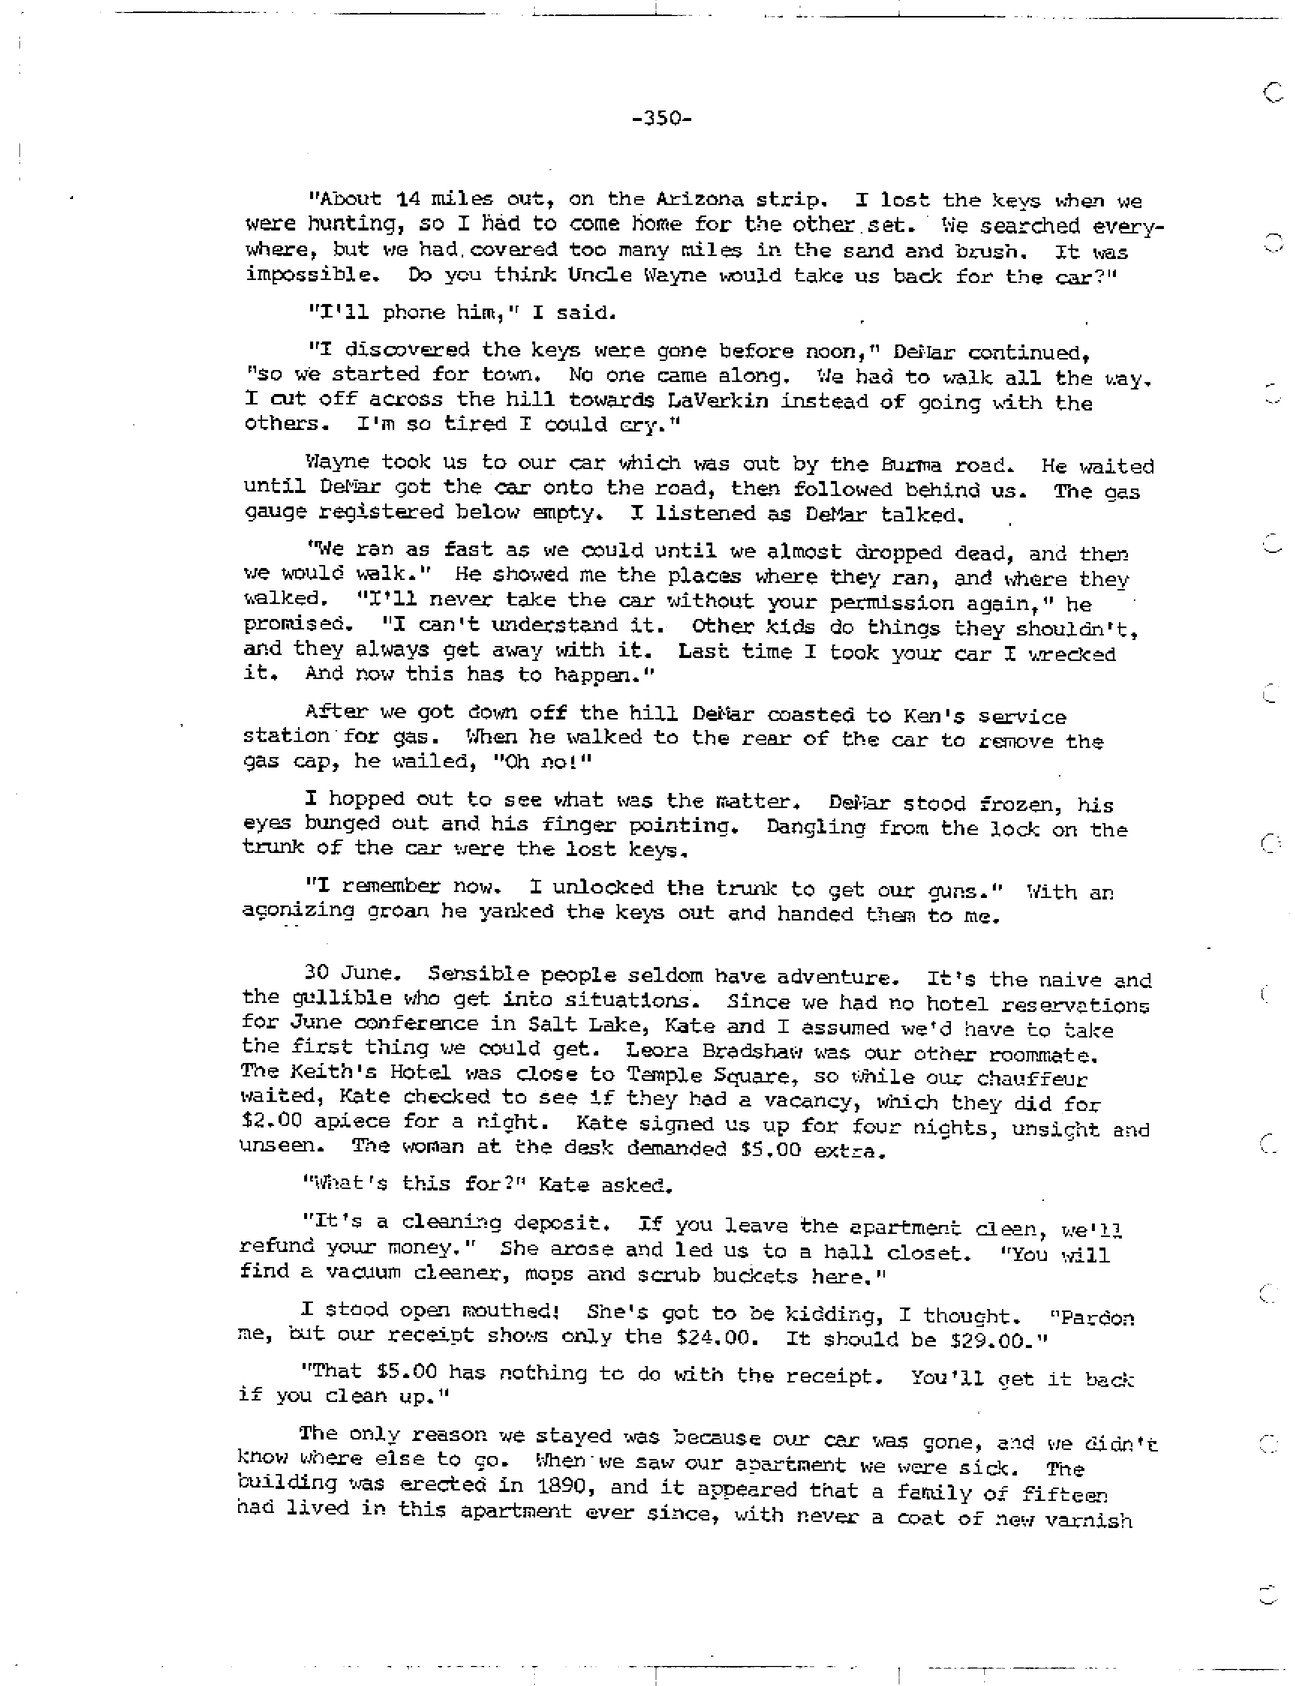 -350-
"About 14 miles out, on the Arizona strip. I lost the keys when we
were hunting, so I had to come home for the other set. We searched every-
where, but we had covered too many miles in the sand and brush. It was
impossible. Do you think Uncle Wayne would take us back for the car?"
"I'll phone him," I said.
"I discovered the keys were gone before noon," DeMar continued,
"so we started for town. No one came along. We had to walk all the way.
I cut off across the hill towards LaVerkin instead of going with the
others. I'm so tired I could cry."
Wayne took us to our car which was out by the Burma road. He waited
until DeMar got the car onto the road, then followed behind us. The gas
gauge registered below empty. I listened as DeMar talked.
"We ran as fast as we could until we almost dropped dead, and then
we would walk." He showed me the places where they ran, and where they
walked. "I'll never take the car without your permission again," he
promised. "I can't understand it. Other kids do things they shouldn't,
and they always get away with it. Last time I took your car I wrecked
it. And now this has to happen."
After we got down off the hill DeMar coasted to Ken's service
station for gas. When he walked to the rear of the car to remove the
gas cap, he wailed, "Oh no!"
I hopped out to see what was the matter. DeMar stood frozen, his
eyes bunged out and his finger pointing. Dangling from the lock on the
trunk of the car were the lost keys.
"I remember now. I unlocked the trunk to get our guns." With an
agonizing groan he yanked the keys out and handed them to me.
30 June. Sensible people seldom have adventure. It's the naive and
the gullible who get into situations. Since we had no hotel reservations
for June conference in Salt Lake, Kate and I assumed we'd have to take
the first thing we could get. Leora Bradshaw was our other roommate.
The Keith's Hotel was close to Temple Square, so while our chauffeur
waited, Kate checked to see if they had a vacancy, which they did for
$2.00 apiece for a night. Kate signed us up for four nights, unsight and
unseen. The woman at the desk demanded $5.00 extra.
"What's this for?" Kate asked.
"It's a cleaning deposit. If you leave the apartment clean, we'll
refund your money." She arose and led us to a hall closet. "You will
find a vacuum cleaner, mops and scrub buckets here."
I stood open mouthed! She's got to be kidding, I thought. "Pardon
me, but our receipt shows only the $24.00. It should be $29.00."
"That $5.00 has nothing to do with the receipt. You'll get it back
if you clean up."
The only reason we stayed was because our car was gone, and we didn't
know where else to go. When we saw our apartment we were sick. The
building was erected in 1890, and it appeared that a family of fifteen
had lived in this apartment ever since, with never a coat of new varnish